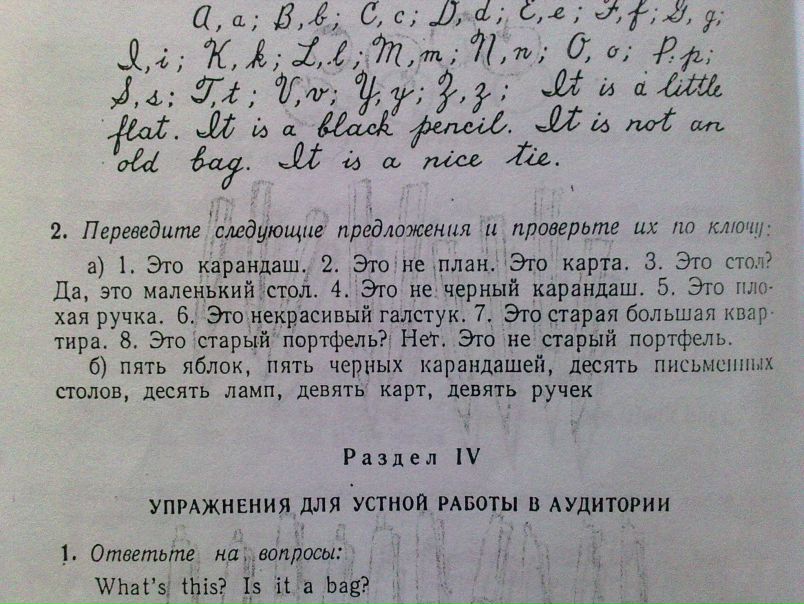 A, a; B, b; C, c; D, d; E, e; F, f; G, g;
I, i; K, k; L, l; M, m; N, n; O, o; P, p;
S, s; T, t; V, v; Y, y; Z, z; It is a little
flat. It is a black pencil. It is not an
old bag. It is a nice tie.
2. Переведите следующие предложения и проверьте их по ключу:
а) 1. Это карандаш. 2. Это не план. Это карта. 3. Это стол?
Да, это маленький стол. 4. Это не черный карандаш. 5. Это пло-
хая ручка. 6. Это некрасивый галстук. 7. Это старая большая квар-
тира. 8. Это старый портфель? Нет. Это не старый портфель.
б) пять яблок, пять черных карандашей, десять письменных
столов, десять ламп, девять карт, девять ручек
Раздел IV
УПРАЖНЕНИЯ ДЛЯ УСТНОЙ РАБОТЫ В АУДИТОРИИ
1. Ответьте на вопросы:
What's this? Is it a bag?